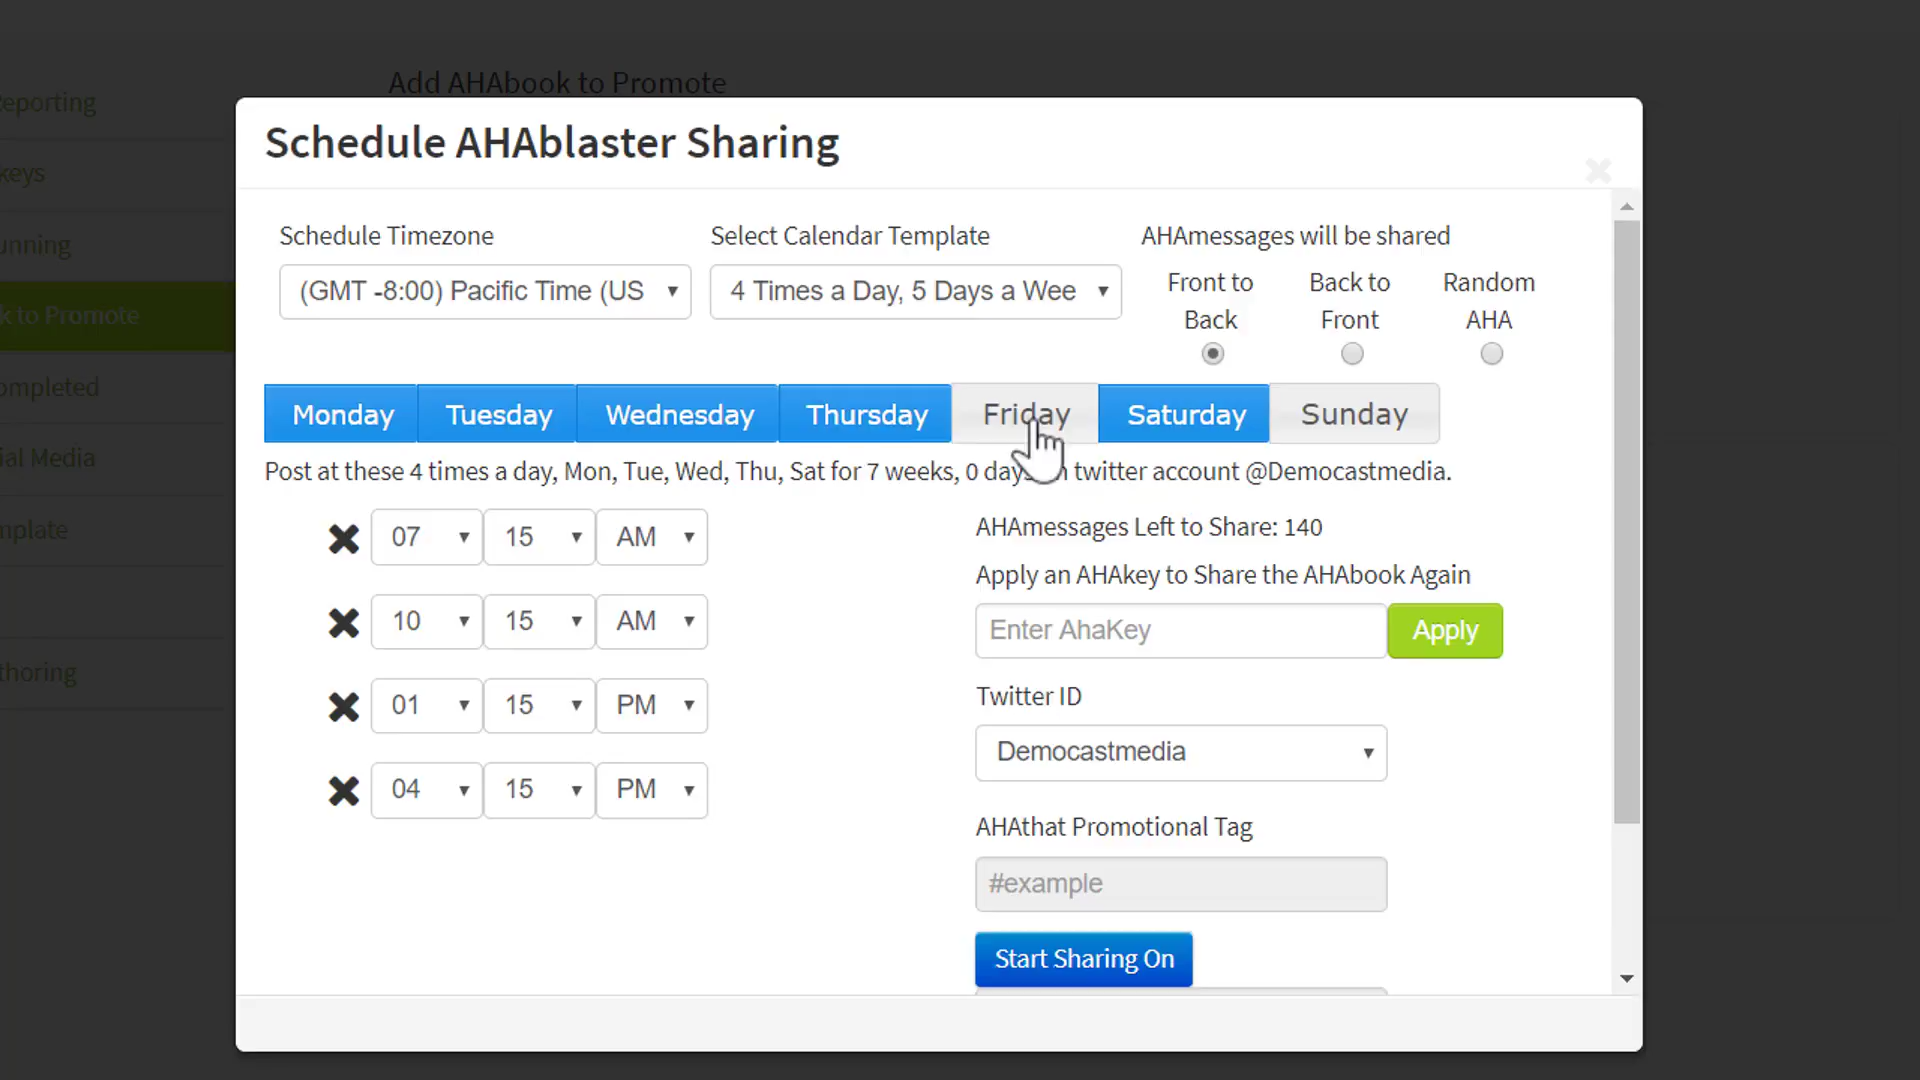 Add AHAbook to Promote
Reporting
keys
unning
k to Promote
ompleted
ial Media
mplate
thoring
Schedule AHAblaster Sharing
Schedule Timezone
Select Calendar Template
AHAmessages will be shared
(GMT -8:00) Pacific Time (US
4 Times a Day, 5 Days a Wee
Front to Back
Back to Front
Random AHA
Monday Tuesday Wednesday Thursday Friday Saturday Sunday
Post at these 4 times a day, Mon, Tue, Wed, Thu, Sat for 7 weeks, 0 days twitter account @Democastmedia.
07 15 AM
10 15 AM
01 15 PM
04 15 PM
AHAmessages Left to Share: 140
Apply an AHAkey to Share the AHAbook Again
Enter AhaKey
Apply
Twitter ID
Democastmedia
AHAthat Promotional Tag
#example
Start Sharing On